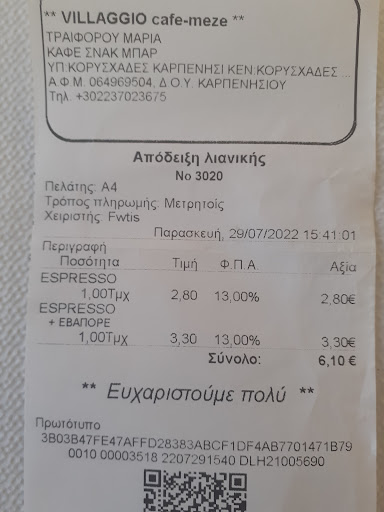 ** VILLAGGIO cafe-meze **
ΤΡΑΙΦΟΡΟΥ ΜΑΡΙΑ
ΚΑΦΕ ΣΝΑΚ ΜΠΑΡ
ΥΠ.ΚΟΡΥΣΧΑΔΕΣ ΚΑΡΠΕΝΗΣΙ ΚΕΝ.ΚΟΡΥΣΧΑΔΕΣ ...
Α.Φ.Μ. 064969504, Δ.Ο.Υ. ΚΑΡΠΕΝΗΣΙΟΥ
Τηλ. +302237023675
Απόδειξη λιανικής
No 3020
Πελάτης: A4
Τρόπος πληρωμής: Μετρητοίς
Χειριστής: Fwtis
Παρασκευή, 29/07/2022 15:41:01
Περιγραφή
Ποσότητα Τιμή Φ.Π.Α. Αξία
ESPRESSO
1,00Τμχ 2,80 13,00% 2,80€
ESPRESSO
+ ΕΒΑΠΟΡΕ
1,00Τμχ 3,30 13,00% 3,30€
Σύνολο: 6,10 €
** Ευχαριστούμε πολύ **
Πρωτότυπο
3B03B47FE47AFFD28383ABCF1DF4AB7701471B79
0010 00003518 2207291540 DLH21005690